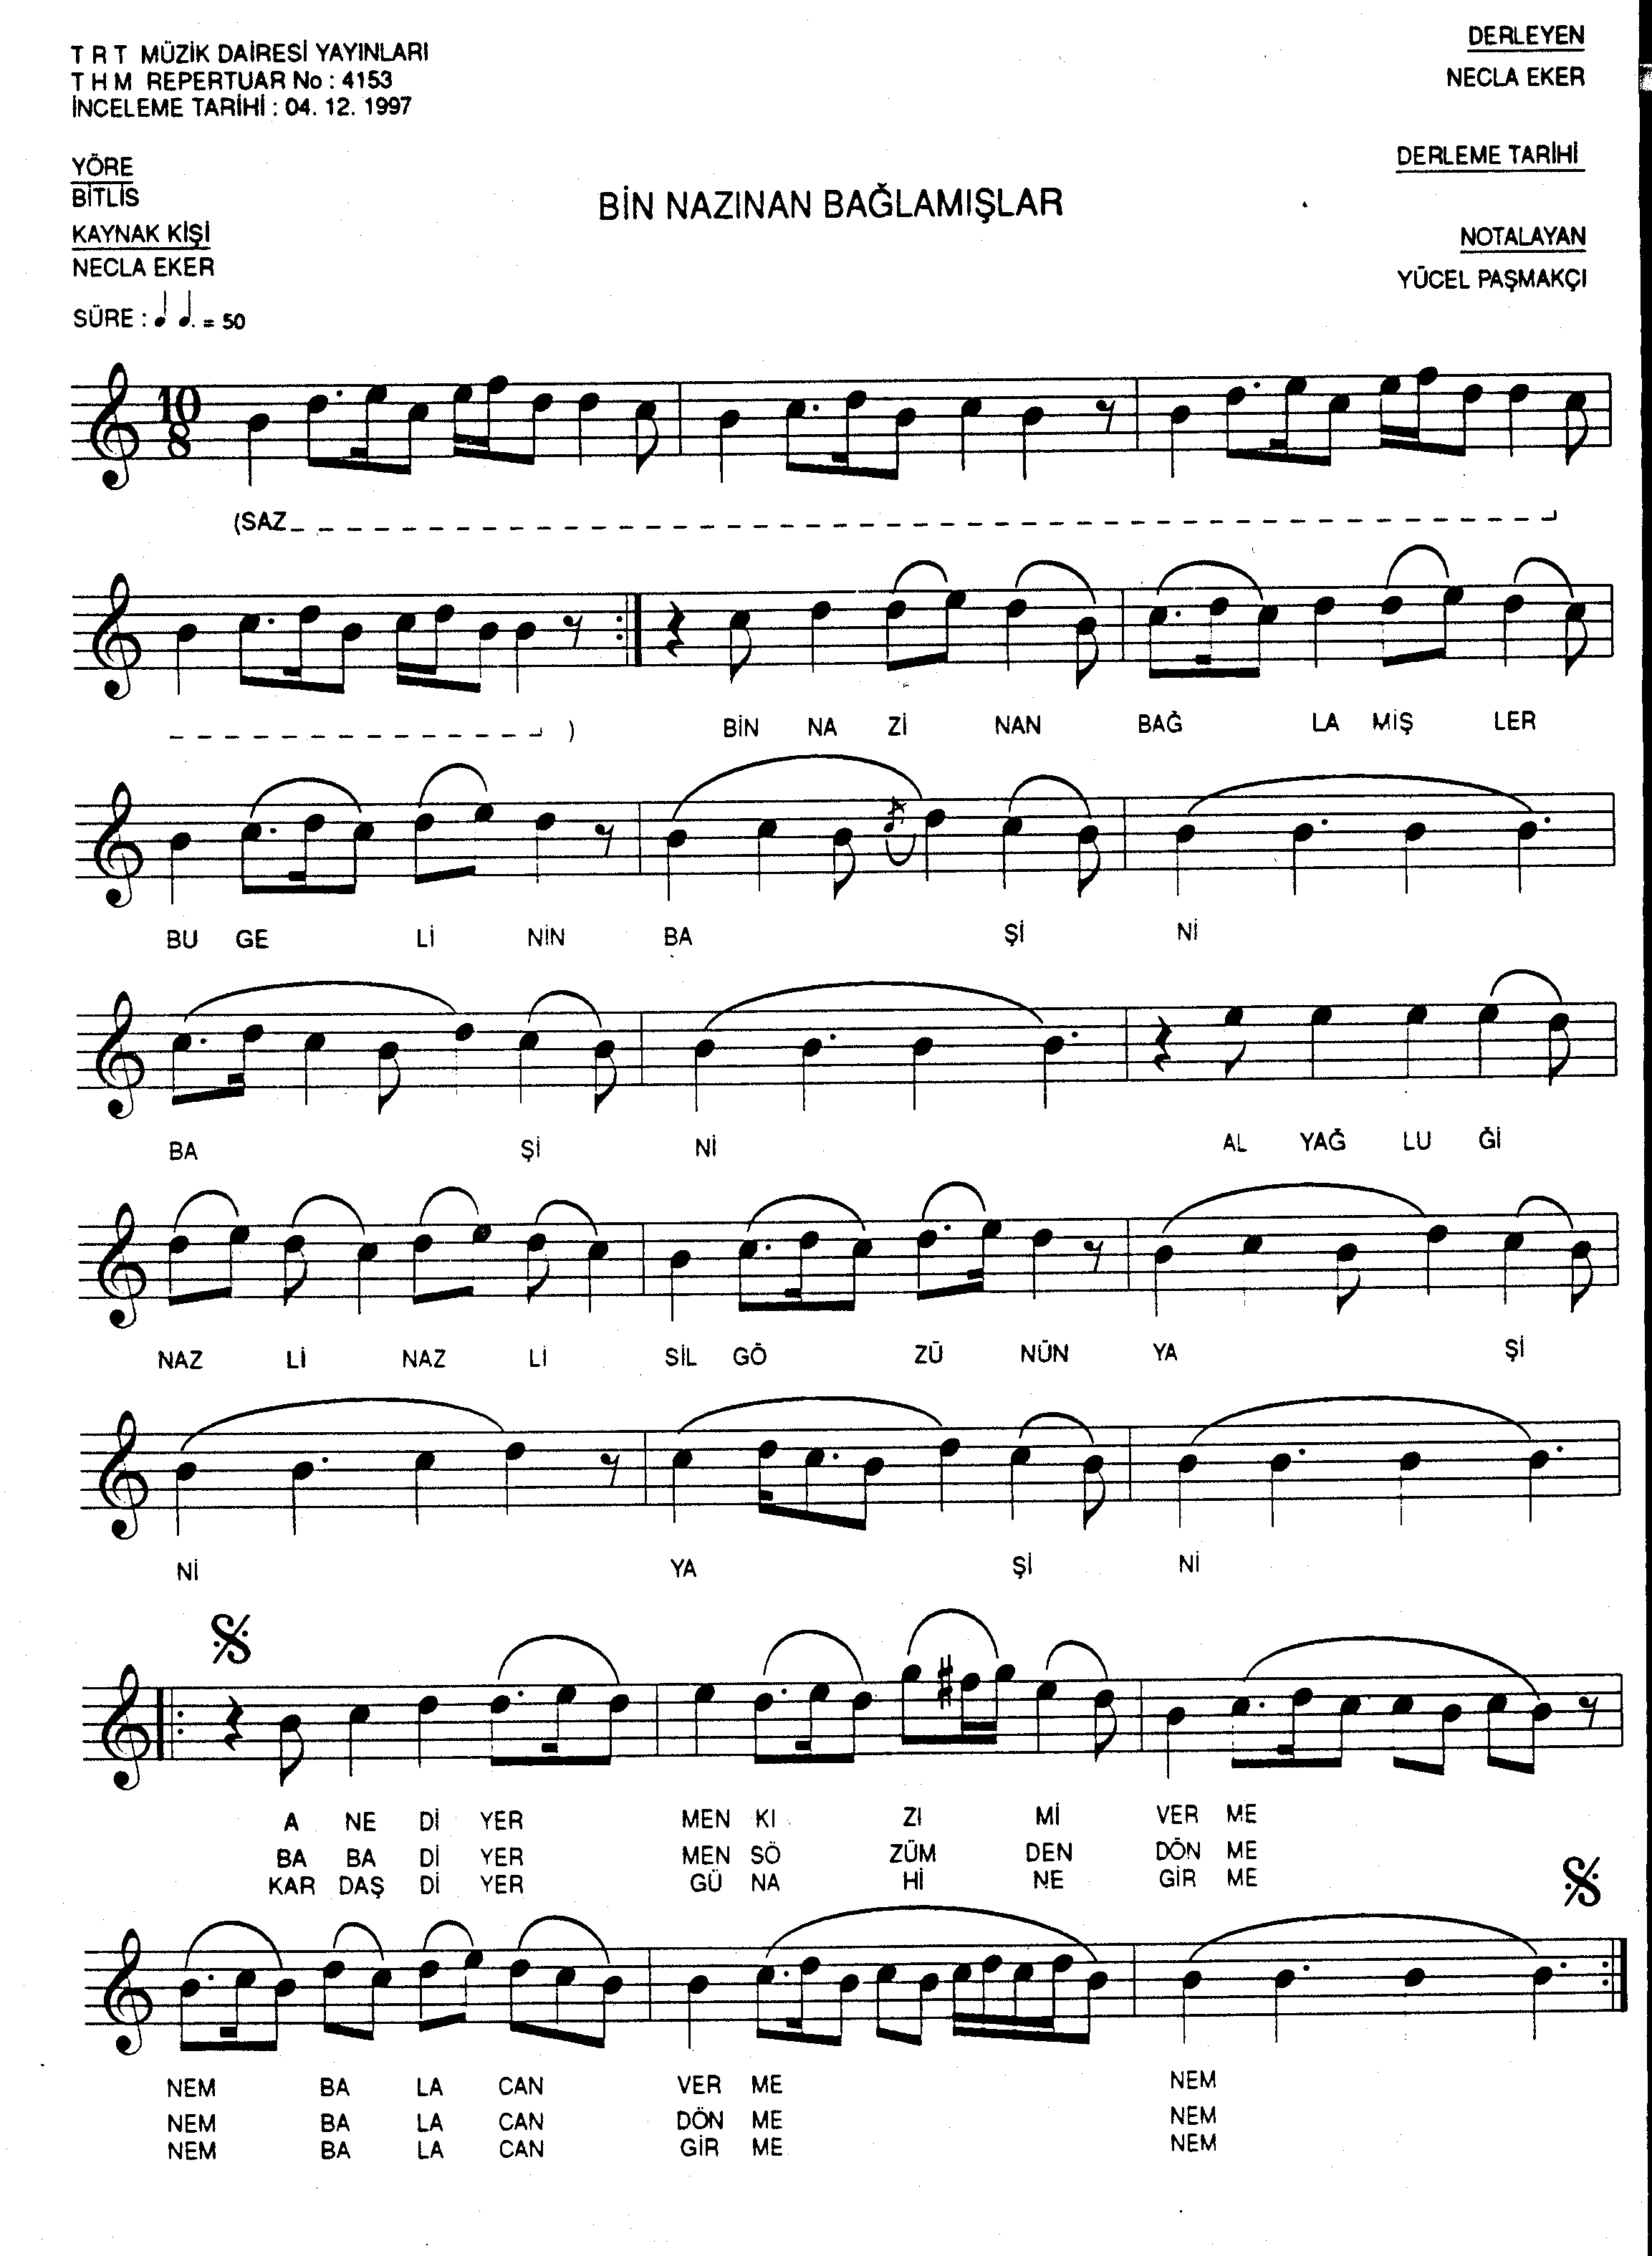 T R T MÜZİK DAİRESİ YAYINLARI
T H M REPERTUAR No : 4153
İNCELEME TARİHİ : 04. 12. 1997
DERLEYEN
NECLA EKER
YÖRE
BİTLİS
DERLEME TARİHİ
BİN NAZINAN BAĞLAMIŞLAR
KAYNAK KİŞİ
NECLA EKER
NOTALAYAN
YÜCEL PAŞMAKÇI
SÜRE : ♩ ♩. = 50
10
8
(SAZ_ _ _ _ _ _ _ _ _ _ _ _ _ _ _ _ _ _ _ _ _ _ _ _ _ _ _ _ _ _ _ _
_ _ _ _ _ _ _ _ _ _ _ _ _ _ )
BİN NA Zİ NAN BAĞ LA MİŞ LER
BU GE Lİ NİN BA Şİ Nİ
BA Şİ Nİ AL YAĞ LU Ğİ
NAZ Lİ NAZ Lİ SİL GÖ ZÜ NÜN YA Şİ
Nİ YA Şİ Nİ
A NE Dİ YER MEN KI ZI Mİ VER ME
BA BA Dİ YER MEN SÖ ZÜM DEN DÖN ME
KAR DAŞ Dİ YER GÜ NA Hİ NE GİR ME
NEM BA LA CAN VER ME NEM
NEM BA LA CAN DÖN ME NEM
NEM BA LA CAN GİR ME NEM